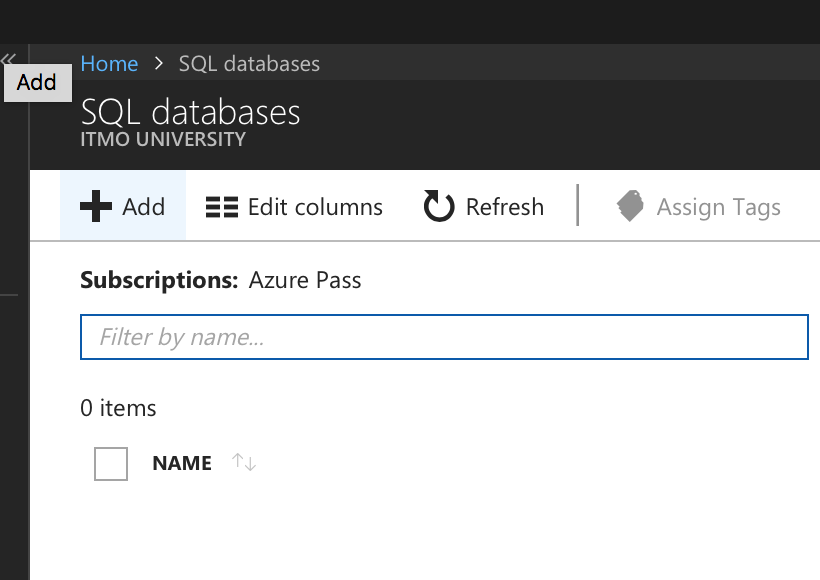 Home > SQL databases
Add
SQL databases
ITMO UNIVERSITY
Add Edit columns Refresh Assign Tags
Subscriptions: Azure Pass
Filter by name...
0 items
NAME